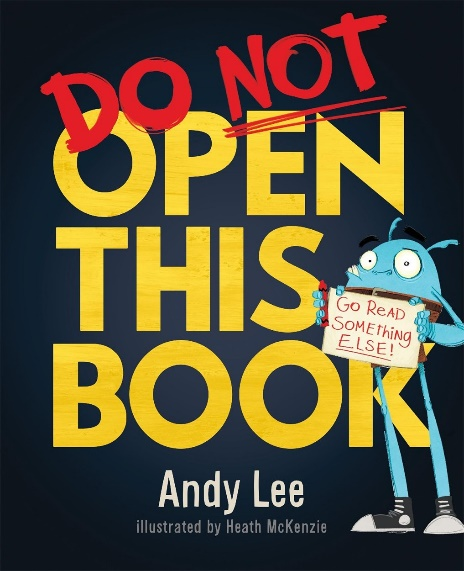 DO NOT
OPEN
THIS
BOOK
GO READ
SOMETHING
ELSE!
Andy Lee
illustrated by Heath McKenzie